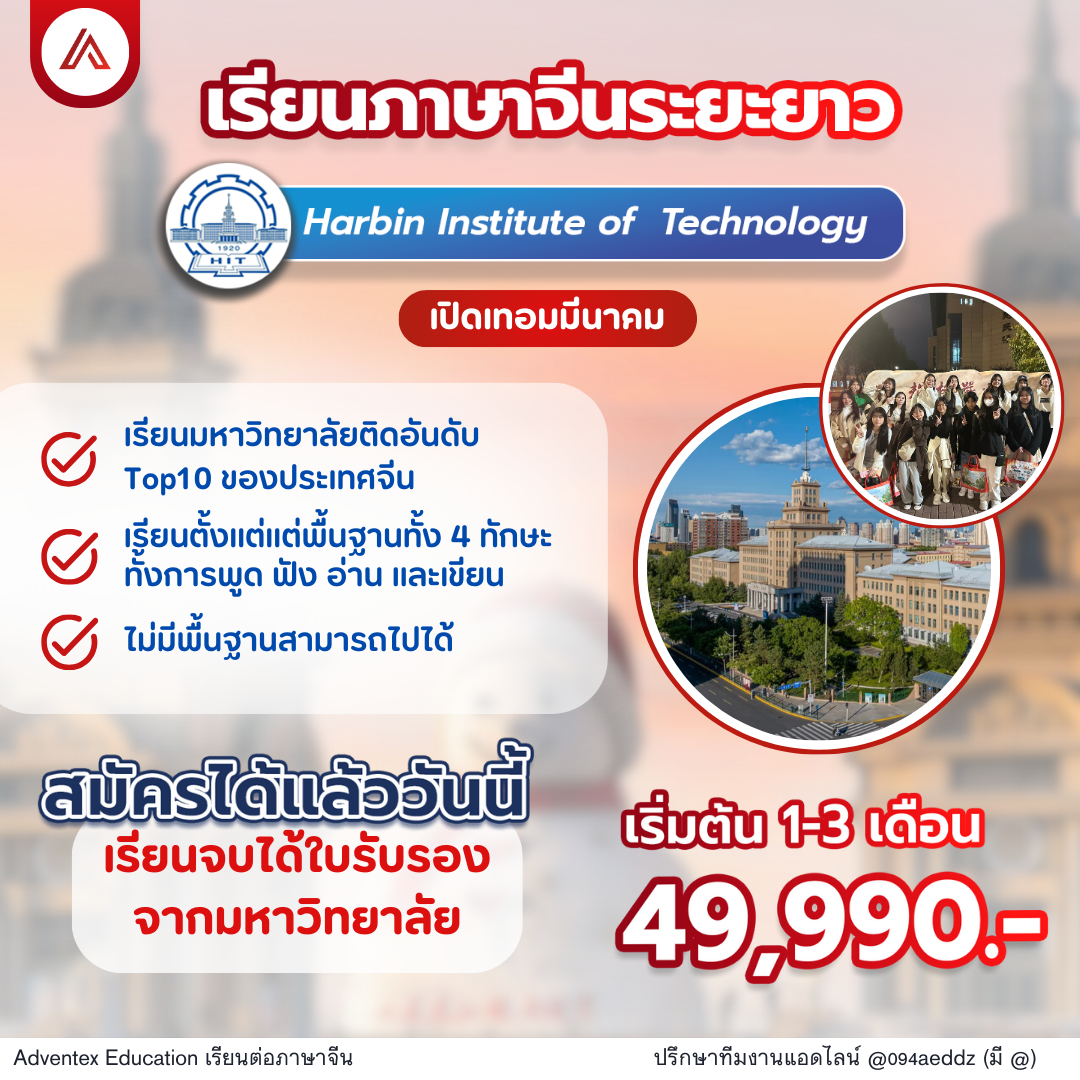 เรียนภาษาจีนระยะยาว
Harbin Institute of Technology
1920
HIT
เปิดเทอมมีนาคม
เรียนมหาวิทยาลัยติดอันดับ
Top10 ของประเทศจีน
เรียนตั้งแต่แต่พื้นฐานทั้ง 4 ทักษะ
ทั้งการพูด ฟัง อ่าน และเขียน
ไม่มีพื้นฐานสามารถไปได้
สมัครได้แล้ววันนี้
เรียนจบได้ใบรับรอง
จากมหาวิทยาลัย
เริ่มต้น 1-3 เดือน
49,990.-
Adventex Education เรียนต่อภาษาจีน
ปรึกษาทีมงานแอดไลน์ @094aeddz (มี @)